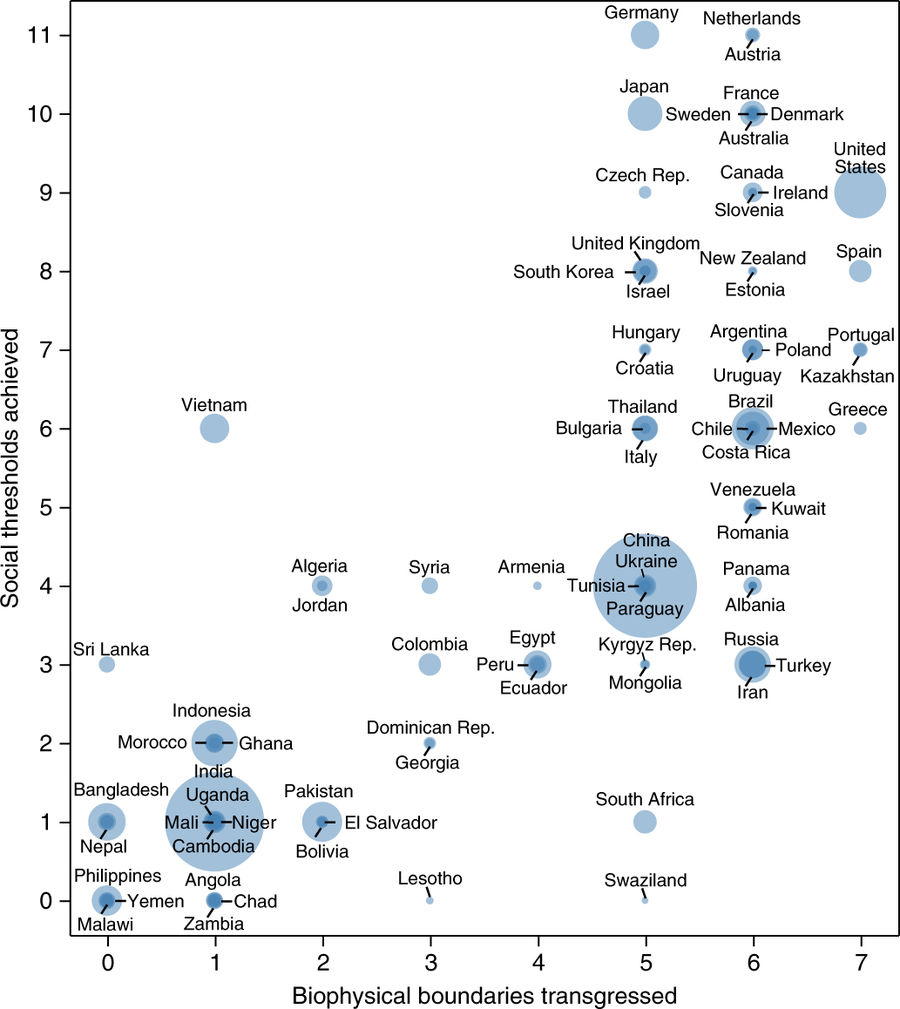 Germany
Netherlands
11
Austria
Japan
France
10
Sweden
Denmark
Australia
United
States
Czech Rep.
Canada
9
Ireland
Slovenia
United Kingdom
New Zealand
Spain
8
South Korea
Israel
Estonia
Hungary
Argentina
Portugal
7
Poland
Croatia
Uruguay
Kazakhstan
Vietnam
Thailand
Brazil
Greece
6
Bulgaria
Chile
Mexico
Italy
Costa Rica
Venezuela
5
Kuwait
Romania
China
Algeria
Syria
Armenia
Ukraine
Panama
4
Tunisia
Jordan
Paraguay
Albania
Sri Lanka
Colombia
Egypt
Kyrgyz Rep.
Russia
3
Peru
Turkey
Ecuador
Mongolia
Iran
Indonesia
Dominican Rep.
2
Morocco
Ghana
Georgia
India
Bangladesh
Uganda
Pakistan
South Africa
1
Mali
Niger
El Salvador
Nepal
Cambodia
Bolivia
Philippines
Angola
Lesotho
Swaziland
0
Yemen
Chad
Malawi
Zambia
0 1 2 3 4 5 6 7
Biophysical boundaries transgressed
Social thresholds achieved